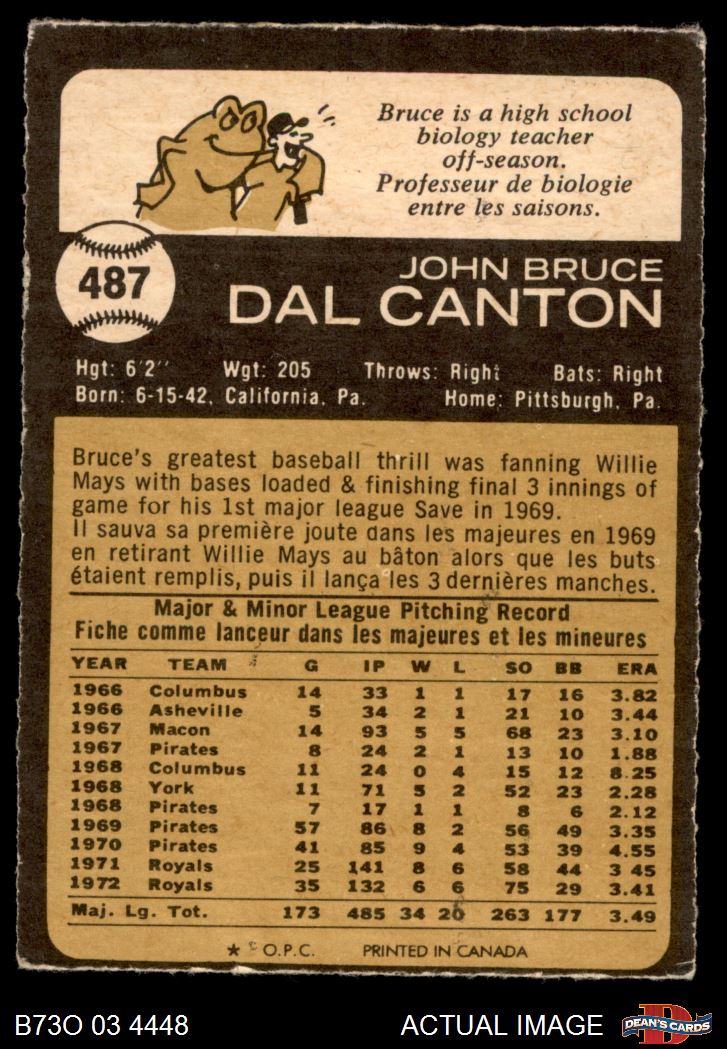 Bruce is a high school
biology teacher
off-season.
Professeur de biologie
entre les saisons.
487
JOHN BRUCE
DAL CANTON
Hgt: 6'2" Wgt: 205 Throws: Right Bats: Right
Born: 6-15-42, California, Pa. Home: Pittsburgh, Pa.
Bruce's greatest baseball thrill was fanning Willie
Mays with bases loaded & finishing final 3 innings of
game for his 1st major league Save in 1969.
Il sauva sa première joute dans les majeures en 1969
en retirant Willie Mays au bâton alors que les buts
étaient remplis, puis il lança les 3 dernières manches.
Major & Minor League Pitching Record
Fiche comme lanceur dans les majeures et les mineures
YEAR TEAM G IP W L SO BB ERA
1966 Columbus 14 33 1 1 17 16 3.82
1966 Asheville 5 34 2 1 21 10 3.44
1967 Macon 14 93 5 5 68 23 3.10
1967 Pirates 8 24 2 1 13 10 1.88
1968 Columbus 11 24 0 4 15 12 8.25
1968 York 11 71 5 2 52 23 2.28
1968 Pirates 7 17 1 1 8 6 2.12
1969 Pirates 57 86 8 2 56 49 3.35
1970 Pirates 41 85 9 4 53 39 4.55
1971 Royals 25 141 8 6 58 44 3 45
1972 Royals 35 132 6 6 75 29 3.41
Maj. Lg. Tot. 173 485 34 20 263 177 3.49
★ © O.P.C. PRINTED IN CANADA
B73O 03 4448 ACTUAL IMAGE D DEAN'S CARDS